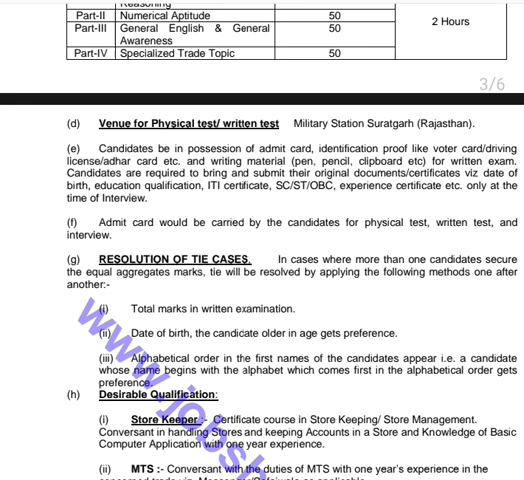 Reasoning
Part-II Numerical Aptitude 50
Part-III General English & General 50 2 Hours
Awareness
Part-IV Specialized Trade Topic 50
3/6
(d) Venue for Physical test/ written test Military Station Suratgarh (Rajasthan).
(e) Candidates be in possession of admit card, identification proof like voter card/driving
license/adhar card etc. and writing material (pen, pencil, clipboard etc) for written exam.
Candidates are required to bring and submit their original documents/certificates viz date of
birth, education qualification, ITI certificate, SC/ST/OBC, experience certificate etc. only at the
time of Interview.
(f) Admit card would be carried by the candidates for physical test, written test, and
interview.
(g) RESOLUTION OF TIE CASES. In cases where more than one candidates secure
the equal aggregates marks, tie will be resolved by applying the following methods one after
another:-
(i) Total marks in written examination.
(ii) Date of birth, the candicate older in age gets preference.
(iii) Alphabetical order in the first names of the candidates appear i.e. a candidate
whose name begins with the alphabet which comes first in the alphabetical order gets
preference.
(h) Desirable Qualification:
(i) Store Keeper :- Certificate course in Store Keeping/ Store Management.
Conversant in handling Stores and keeping Accounts in a Store and Knowledge of Basic
Computer Application with one year experience.
(ii) MTS :- Conversant with the duties of MTS with one year's experience in the
www.jobs